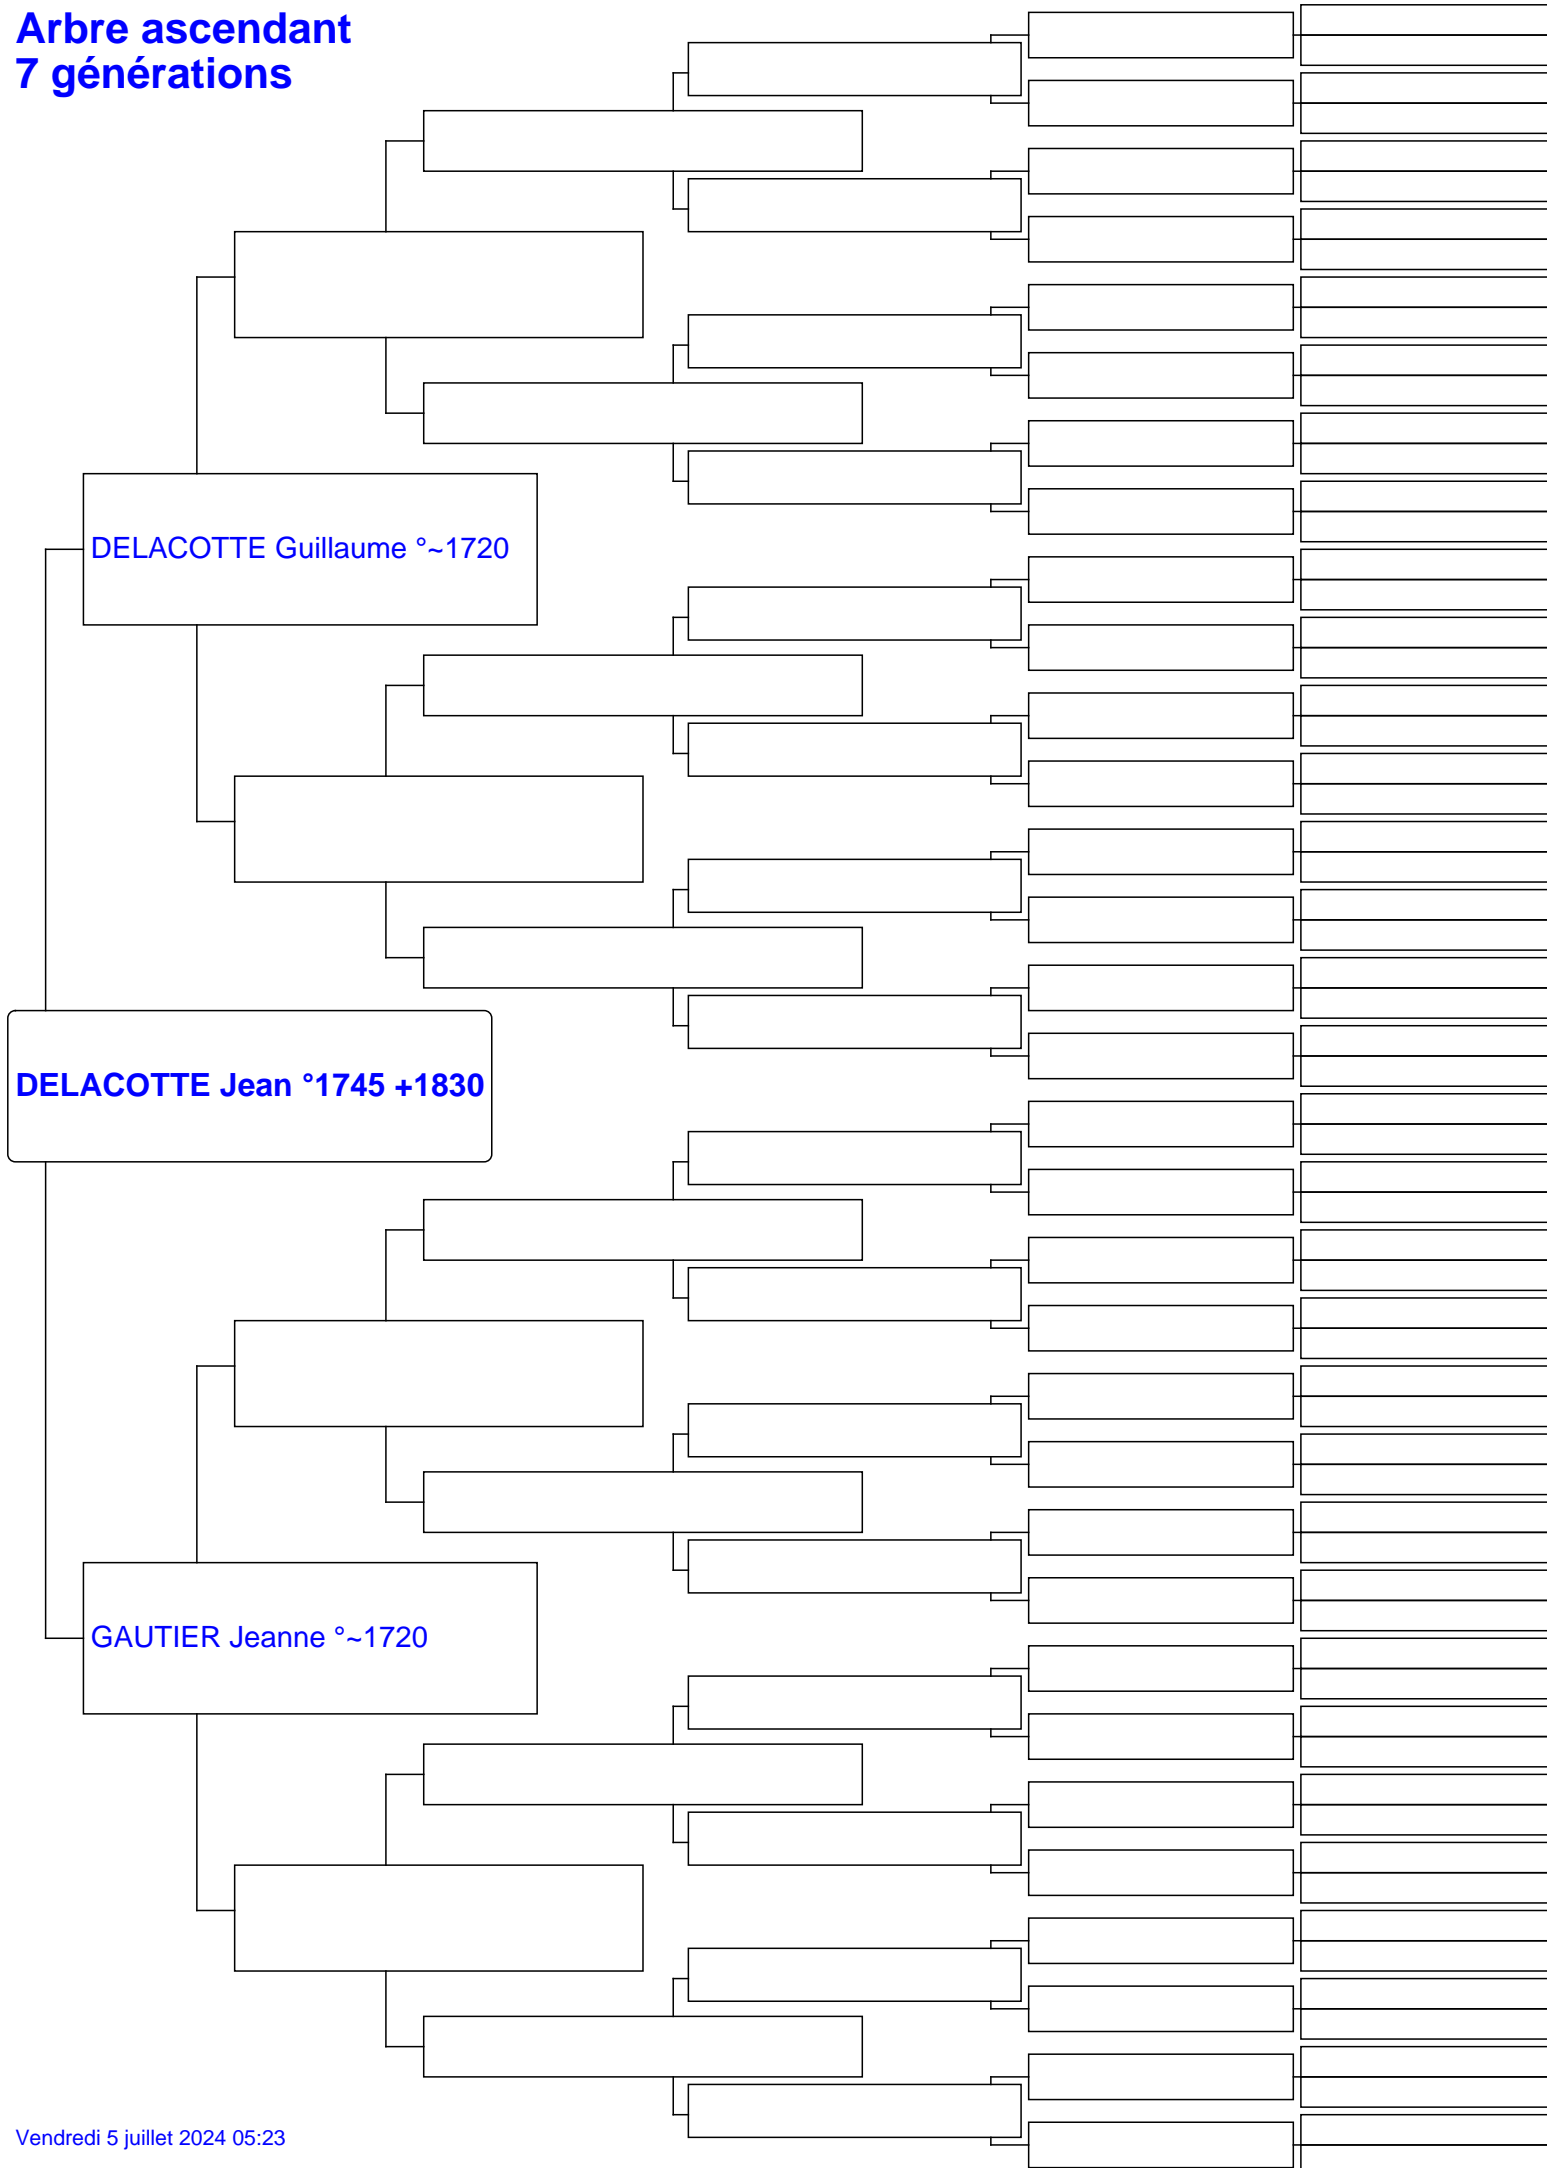 Arbre ascendant
7 générations
DELACOTTE Guillaume °~1720
DELACOTTE Jean °1745 +1830
GAUTIER Jeanne °~1720
Vendredi 5 juillet 2024 05:23